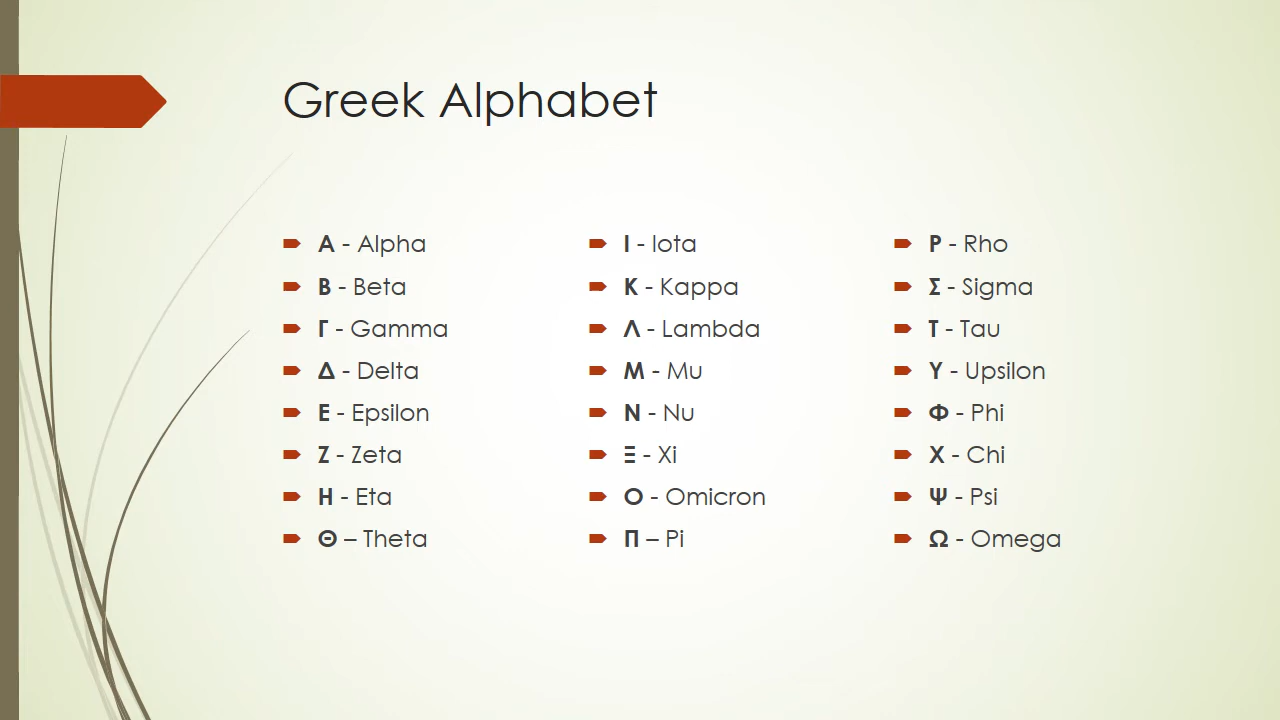 Greek Alphabet
Α - Alpha
Β - Beta
Γ - Gamma
Δ - Delta
Ε - Epsilon
Ζ - Zeta
Η - Eta
Θ – Theta
Ι - Iota
Κ - Kappa
Λ - Lambda
Μ - Mu
Ν - Nu
Ξ - Xi
Ο - Omicron
Π – Pi
Ρ - Rho
Σ - Sigma
Τ - Tau
Υ - Upsilon
Φ - Phi
Χ - Chi
Ψ - Psi
Ω - Omega